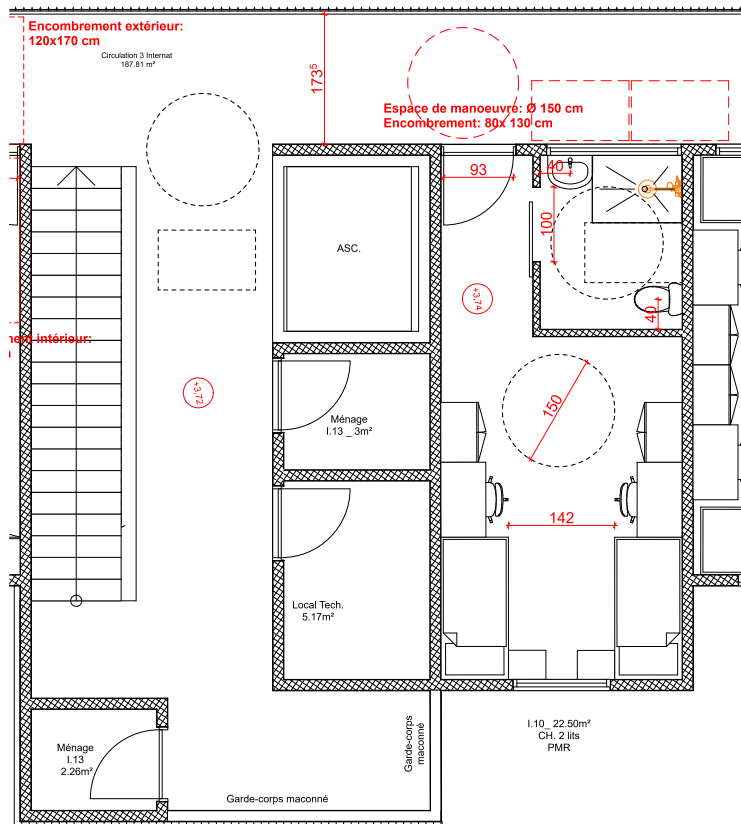 Encombrement extérieur:
120x170 cm
Circulation 3 Internat
187.81 m²
173⁵
Espace de manoeuvre: Ø 150 cm
Encombrement: 80x 130 cm
93
40
100
ASC.
+3,74
40
intérieur:
+3,72
150
Ménage
I.13 _ 3m²
142
Local Tech.
5.17m²
I.10_ 22.50m²
CH. 2 lits
PMR
Garde-corps
maconné
Ménage
I.13
2.26m²
Garde-corps maconné